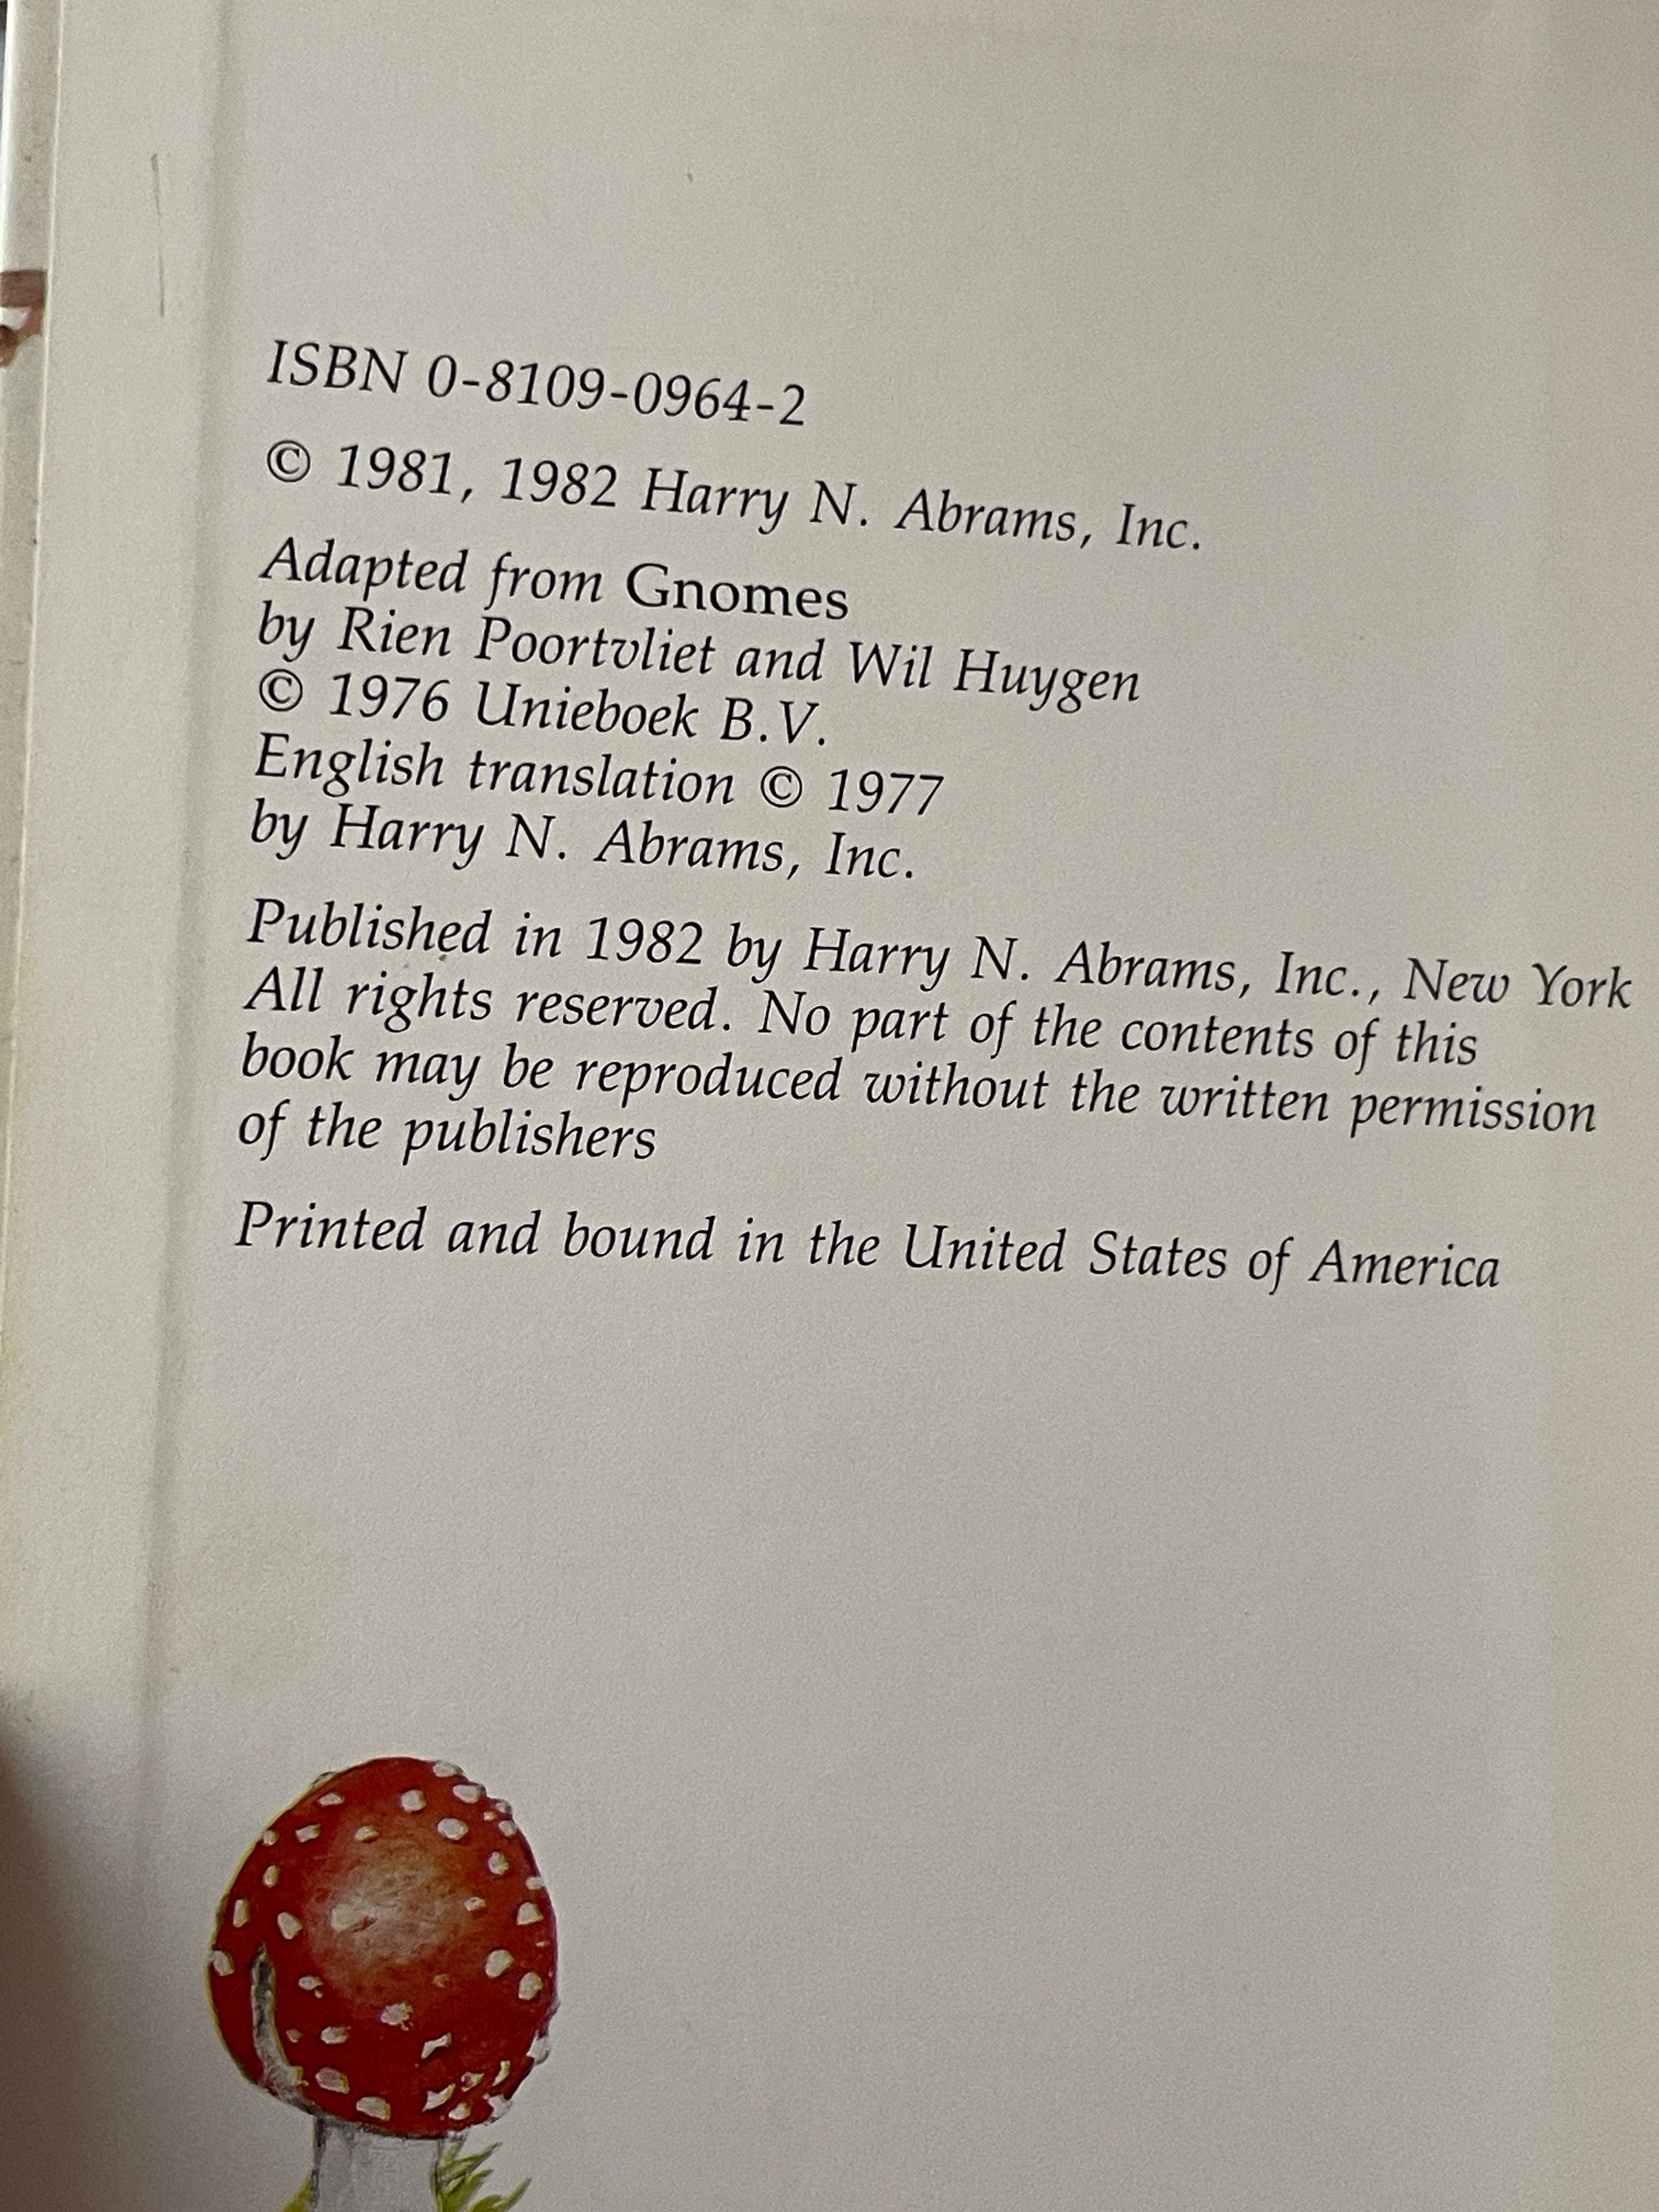 ISBN 0-8109-0964-2
© 1981, 1982 Harry N. Abrams, Inc.
Adapted from Gnomes
by Rien Poortvliet and Wil Huygen
© 1976 Unieboek B.V.
English translation © 1977
by Harry N. Abrams, Inc.
Published in 1982 by Harry N. Abrams, Inc., New York
All rights reserved. No part of the contents of this
book may be reproduced without the written permission
of the publishers
Printed and bound in the United States of America